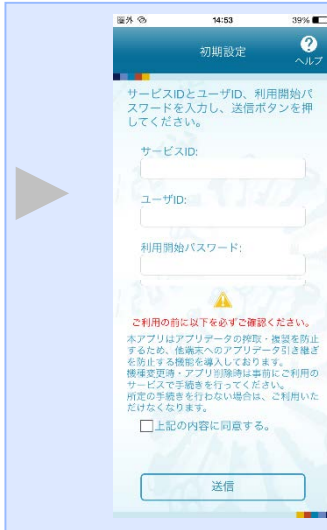 圏外
14:53
39%
初期設定
?
ヘルプ
サービスIDとユーザID、利用開始パ
スワードを入力し、送信ボタンを押
してください。
サービスID:
ユーザID:
利用開始パスワード:
ご利用の前に以下を必ずご確認ください。
本アプリはアプリデータの搾取・複製を防止
するため、他端末へのアプリデータ引き継ぎ
を防止する機能を導入しております。
機種変更時・アプリ削除時は事前にご利用の
サービスで手続きを行ってください。
所定の手続きを行わない場合は、ご利用いた
だけなくなります。
上記の内容に同意する。
送信